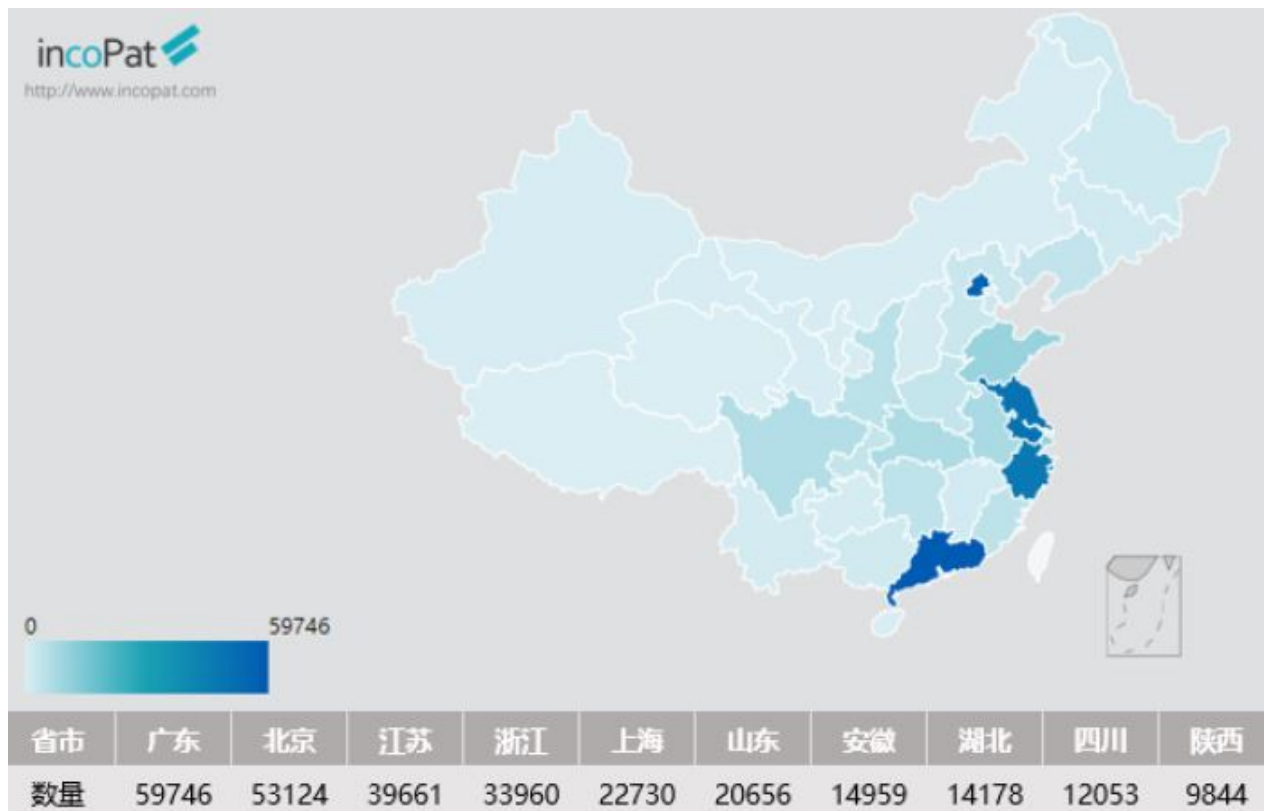 incoPat
http://www.incopat.com
0 59746
省市 广东 北京 江苏 浙江 上海 山东 安徽 湖北 四川 陕西
数量 59746 53124 39661 33960 22730 20656 14959 14178 12053 9844